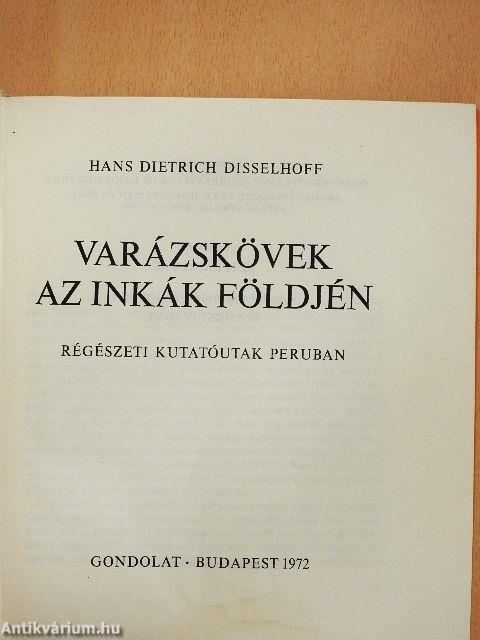 HANS DIETRICH DISSELHOFF
VARÁZSKÖVEK
AZ INKÁK FÖLDJÉN
RÉGÉSZETI KUTATÓUTAK PERUBAN
GONDOLAT · BUDAPEST 1972
Antikvárium.hu